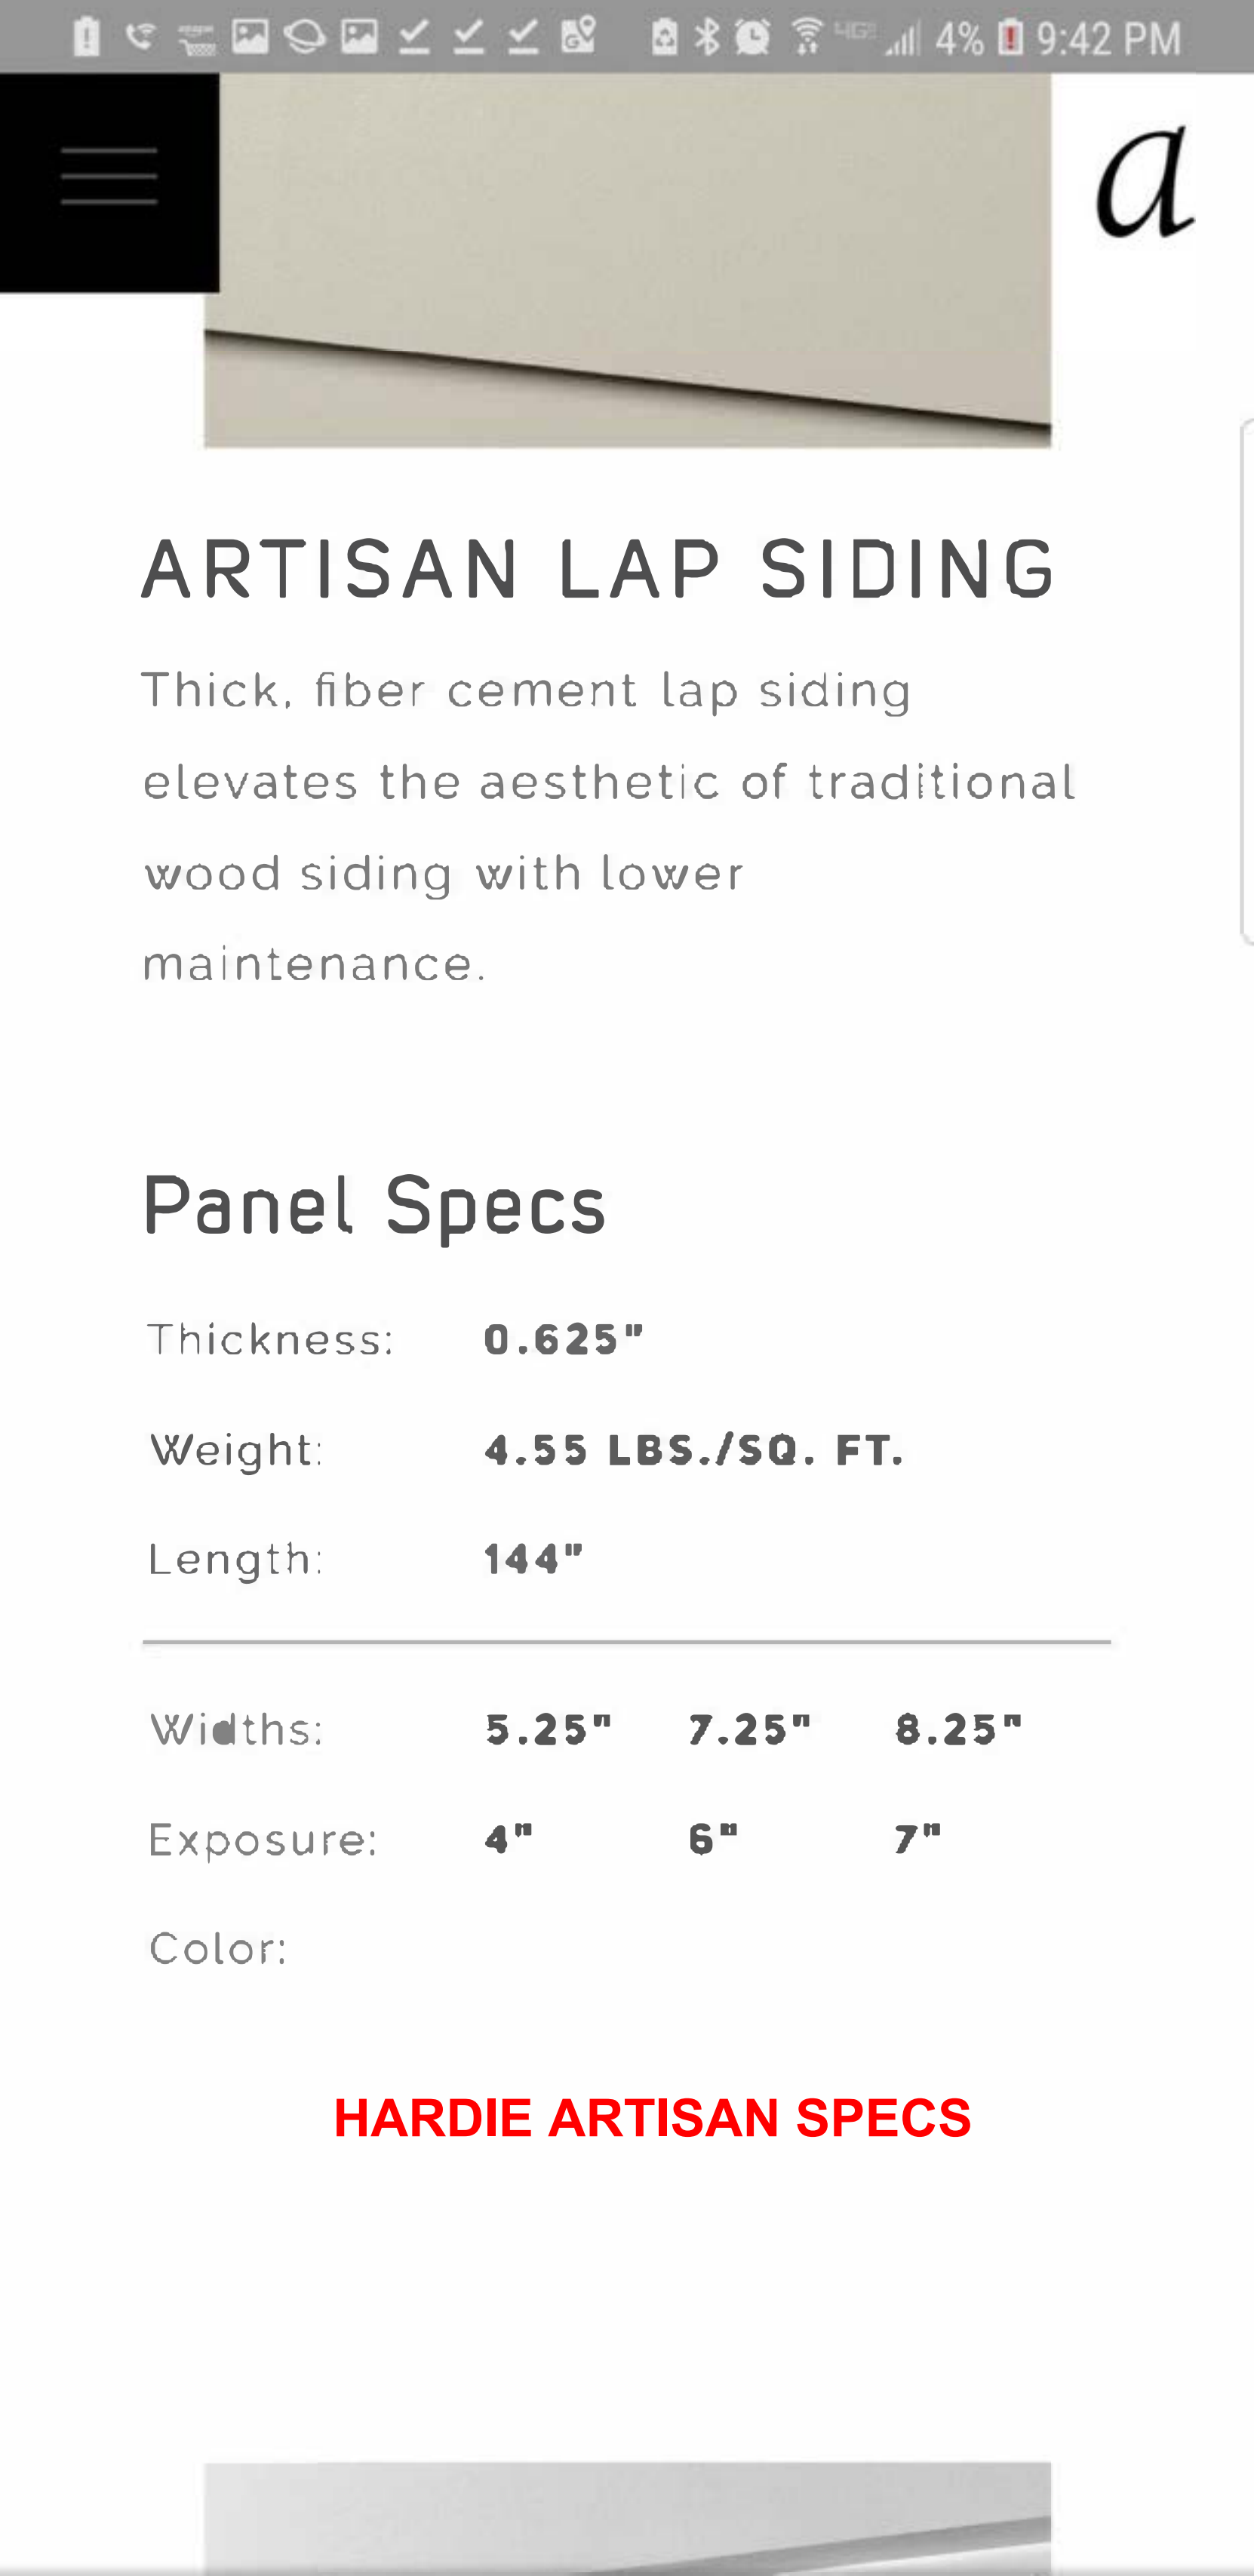 4% 9:42 PM
a
ARTISAN LAP SIDING
Thick, fiber cement lap siding
elevates the aesthetic of traditional
wood siding with lower
maintenance.
Panel Specs
Thickness: 0.625"
Weight: 4.55 LBS./SQ. FT.
Length: 144"
Widths: 5.25" 7.25" 8.25"
Exposure: 4" 6" 7"
Color:
HARDIE ARTISAN SPECS